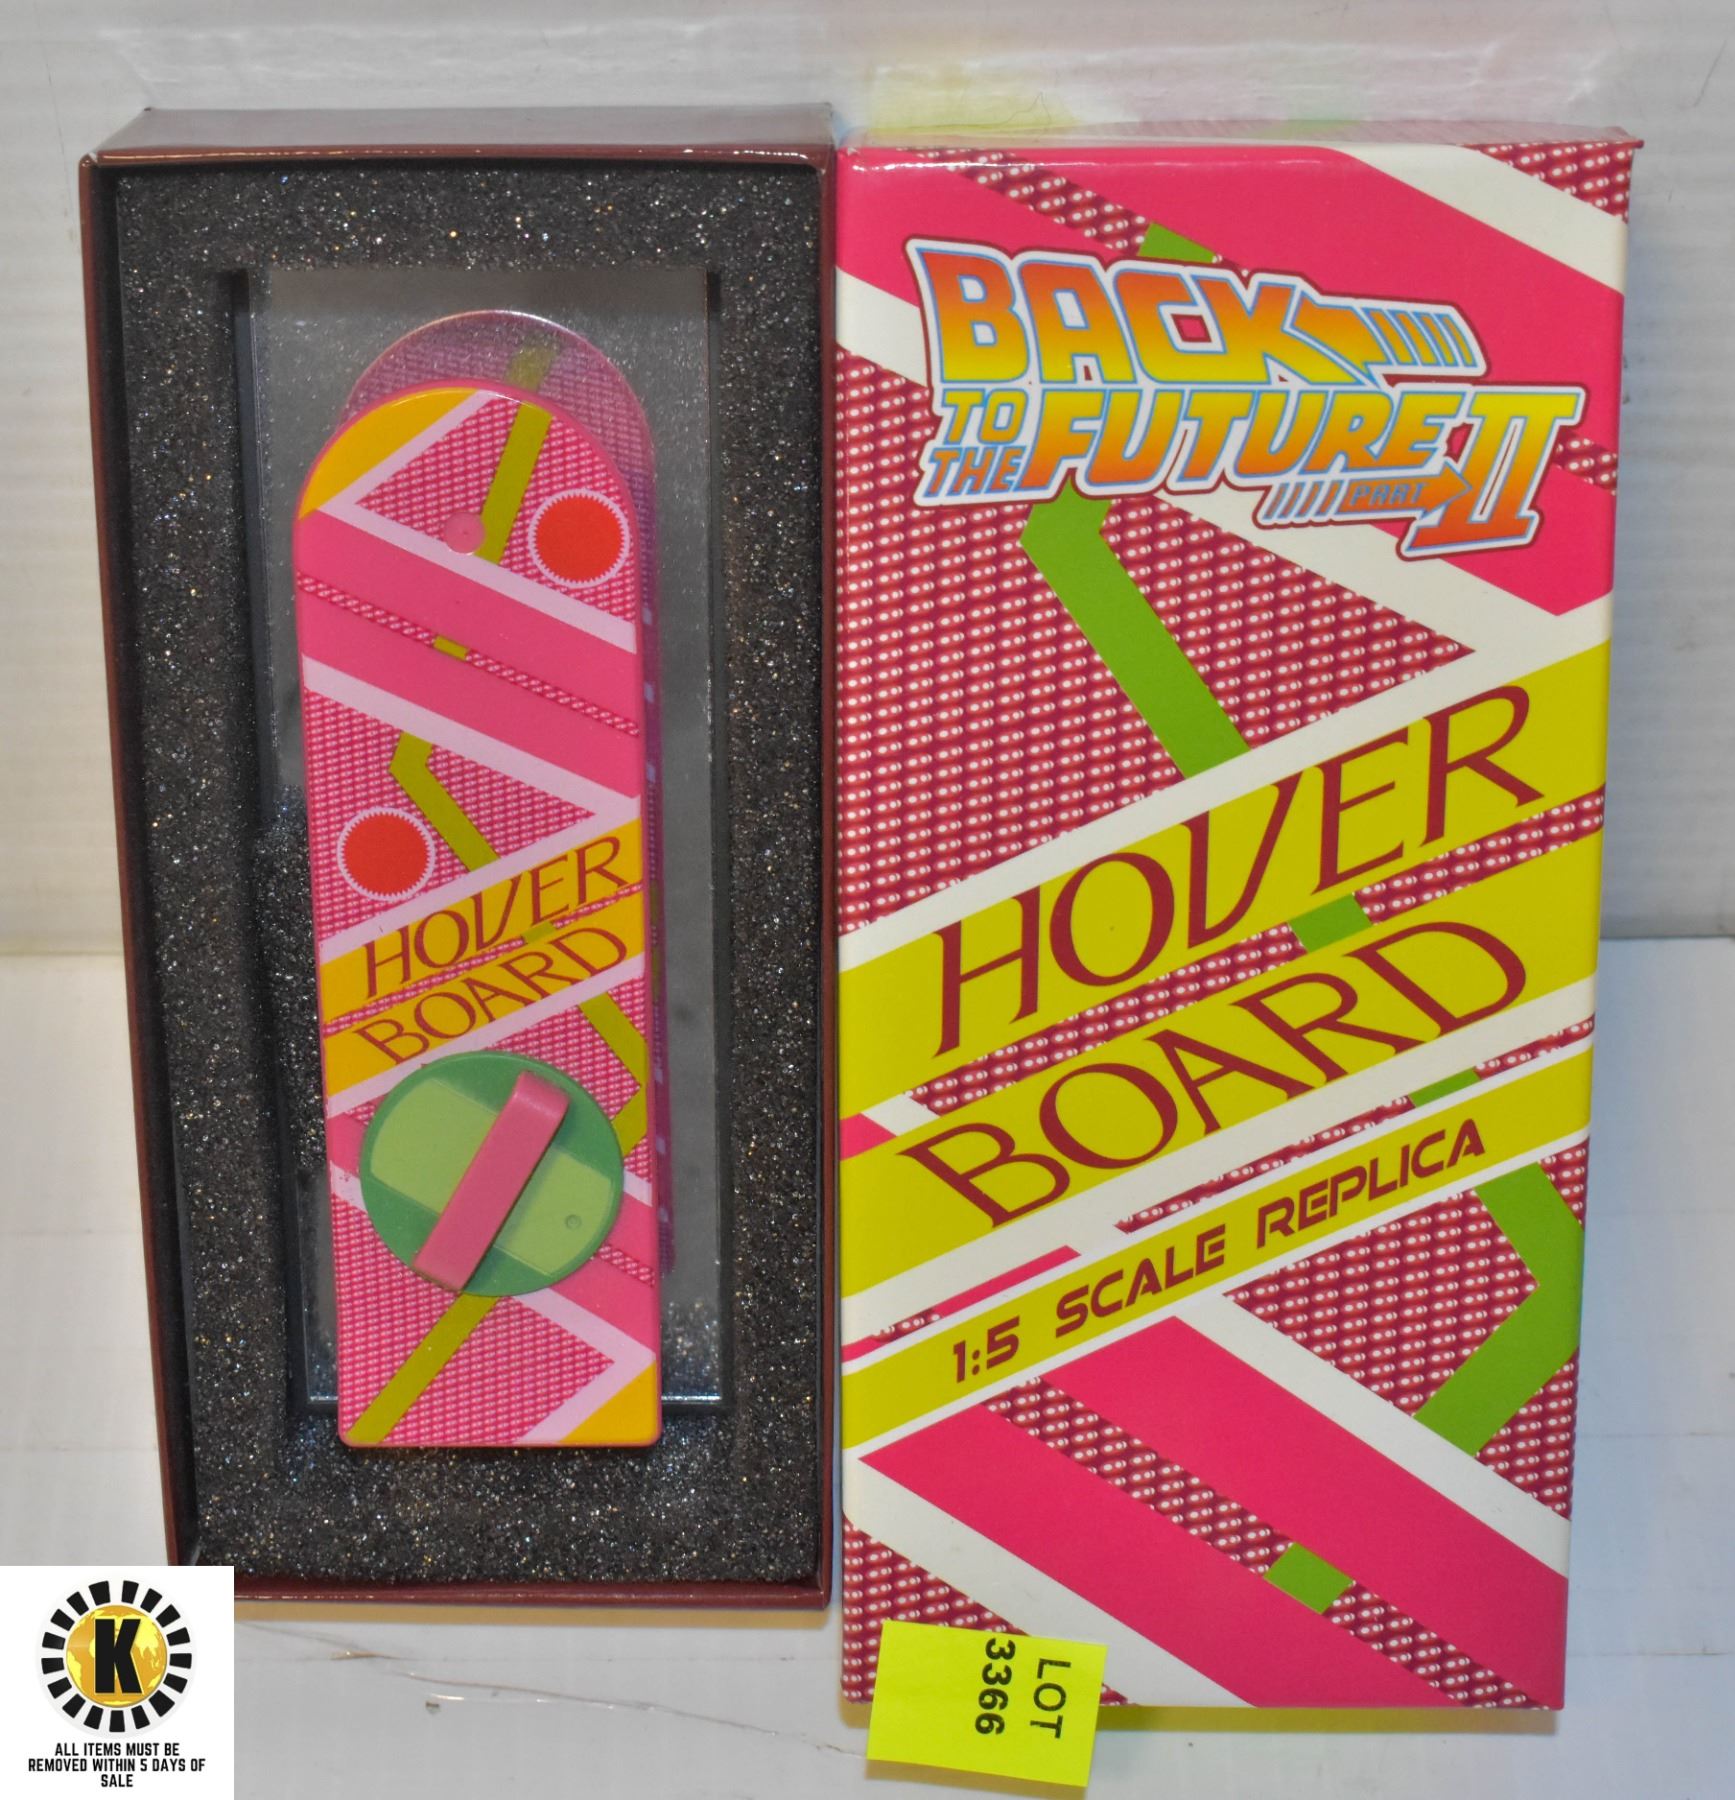 BACK
TO THE FUTURE
PART II
HOVER
BOARD
1:5 SCALE REPLICA
HOVER
BOARD
LOT
3366
K
ALL ITEMS MUST BE
REMOVED WITHIN 5 DAYS OF
SALE